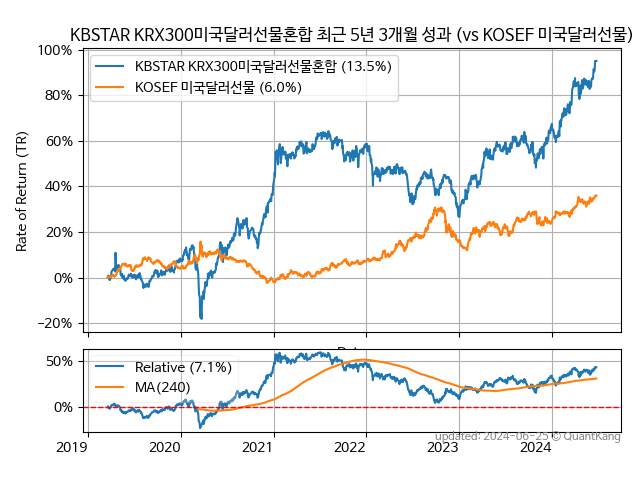 KBSTAR KRX300미국달러선물혼합 최근 5년 3개월 성과 (vs KOSEF 미국달러선물)
100%
80%
60%
40%
20%
0%
−20%
Rate of Return (TR)
KBSTAR KRX300미국달러선물혼합 (13.5%)
KOSEF 미국달러선물 (6.0%)
50%
0%
Relative (7.1%)
MA(240)
2019
2020
2021
2022
2023
2024
updated: 2024-06-25 © QuantKang